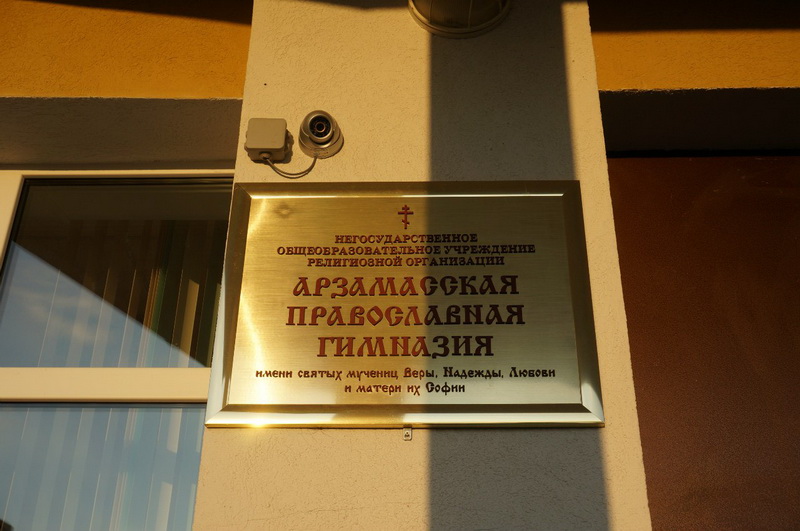 НЕГОСУДАРСТВЕННОЕ
ОБЩЕОБРАЗОВАТЕЛЬНОЕ УЧРЕЖДЕНИЕ
РЕЛИГИОЗНОЙ ОРГАНИЗАЦИИ
АРЗАМАССКАЯ
ПРАВОСЛАВНАЯ
ГИМНАЗИЯ
имени святых мучениц Веры, Надежды, Любови
и матери их Софии